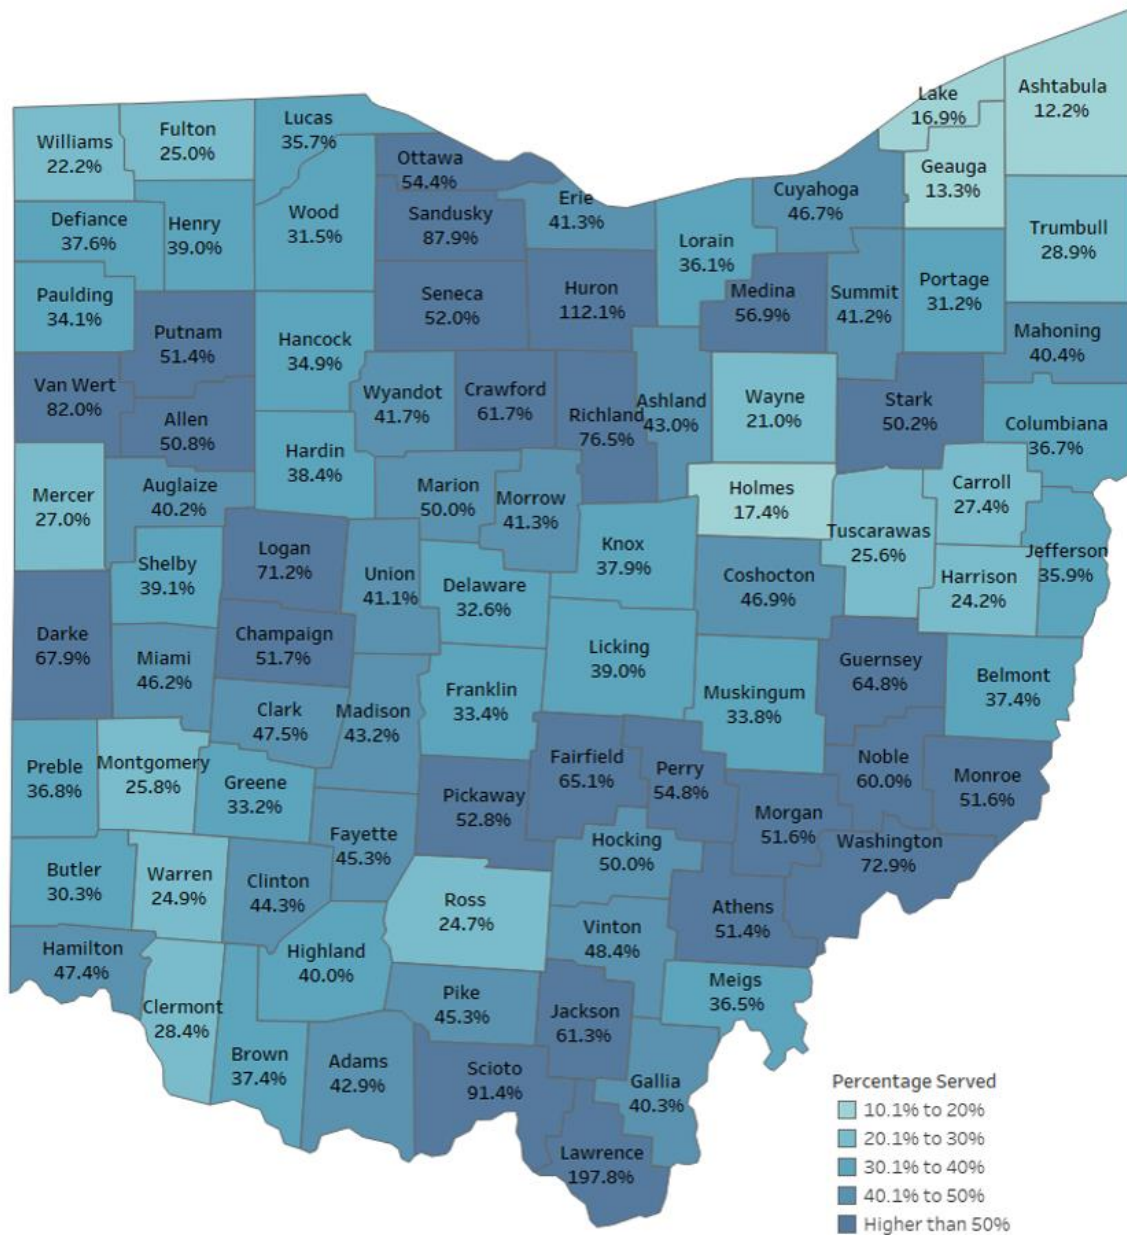 Williams
22.2%
Fulton
25.0%
Lucas
35.7%
Ottawa
54.4%
Lake
16.9%
Ashtabula
12.2%
Geauga
13.3%
Defiance
37.6%
Henry
39.0%
Wood
31.5%
Sandusky
87.9%
Erie
41.3%
Lorain
36.1%
Cuyahoga
46.7%
Trumbull
28.9%
Paulding
34.1%
Putnam
51.4%
Hancock
34.9%
Seneca
52.0%
Huron
112.1%
Medina
56.9%
Summit
41.2%
Portage
31.2%
Mahoning
40.4%
Van Wert
82.0%
Allen
50.8%
Wyandot
41.7%
Crawford
61.7%
Richland
76.5%
Ashland
43.0%
Wayne
21.0%
Stark
50.2%
Columbiana
36.7%
Mercer
27.0%
Auglaize
40.2%
Hardin
38.4%
Marion
50.0%
Morrow
41.3%
Holmes
17.4%
Carroll
27.4%
Tuscarawas
25.6%
Shelby
39.1%
Logan
71.2%
Union
41.1%
Delaware
32.6%
Knox
37.9%
Coshocton
46.9%
Harrison
24.2%
Jefferson
35.9%
Darke
67.9%
Miami
46.2%
Champaign
51.7%
Licking
39.0%
Guernsey
64.8%
Belmont
37.4%
Clark
47.5%
Madison
43.2%
Franklin
33.4%
Muskingum
33.8%
Preble
36.8%
Montgomery
25.8%
Greene
33.2%
Fairfield
65.1%
Perry
54.8%
Noble
60.0%
Monroe
51.6%
Pickaway
52.8%
Morgan
51.6%
Fayette
45.3%
Hocking
50.0%
Washington
72.9%
Butler
30.3%
Warren
24.9%
Clinton
44.3%
Ross
24.7%
Athens
51.4%
Vinton
48.4%
Hamilton
47.4%
Highland
40.0%
Clermont
28.4%
Pike
45.3%
Jackson
61.3%
Meigs
36.5%
Brown
37.4%
Adams
42.9%
Scioto
91.4%
Gallia
40.3%
Lawrence
197.8%
Percentage Served
10.1% to 20%
20.1% to 30%
30.1% to 40%
40.1% to 50%
Higher than 50%